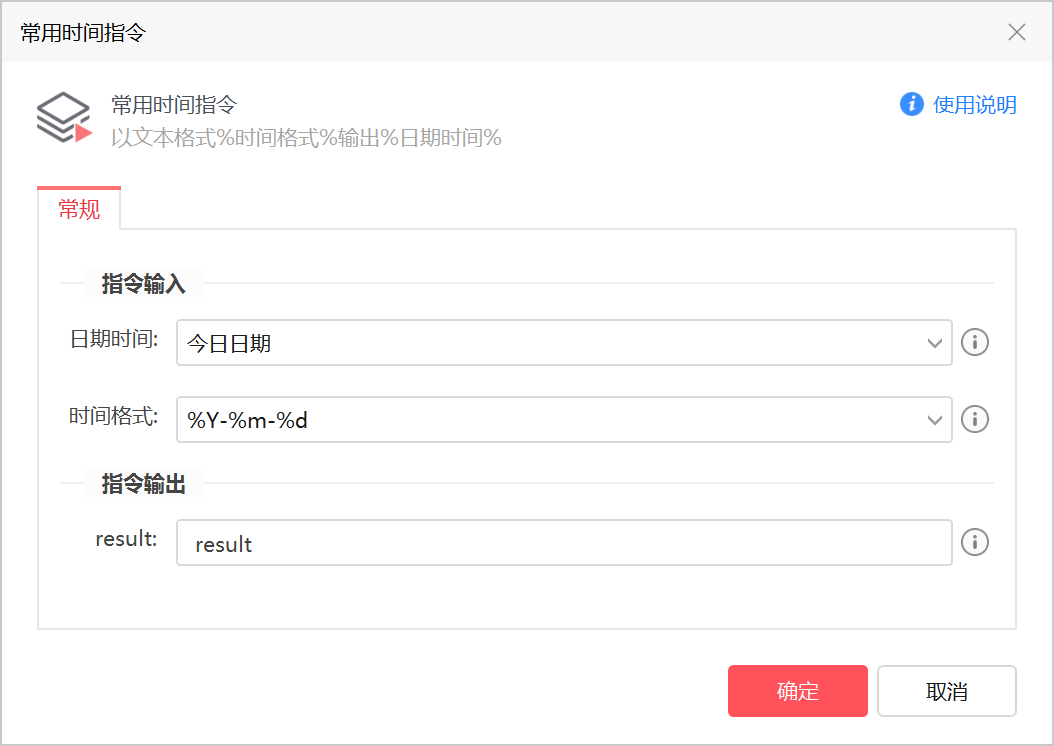 常用时间指令
常用时间指令
使用说明
以文本格式%时间格式%输出%日期时间%
常规
指令输入
日期时间: 今日日期
时间格式: %Y-%m-%d
指令输出
result: result
确定 取消